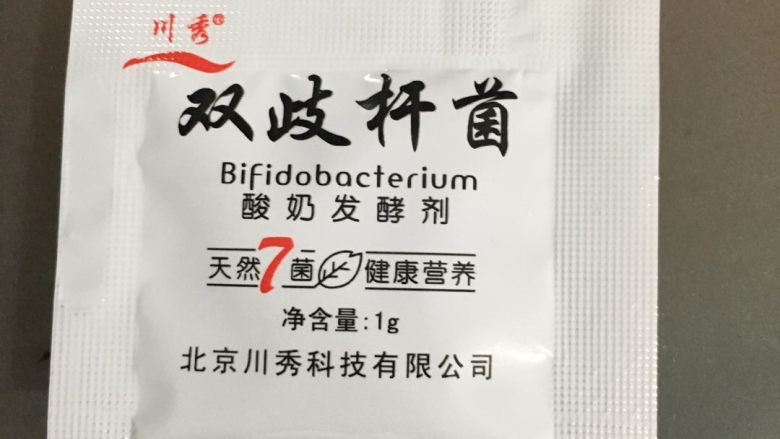 川秀®
双歧杆菌
Bifidobacterium
酸奶发酵剂
天然7菌 健康营养
净含量:1g
北京川秀科技有限公司